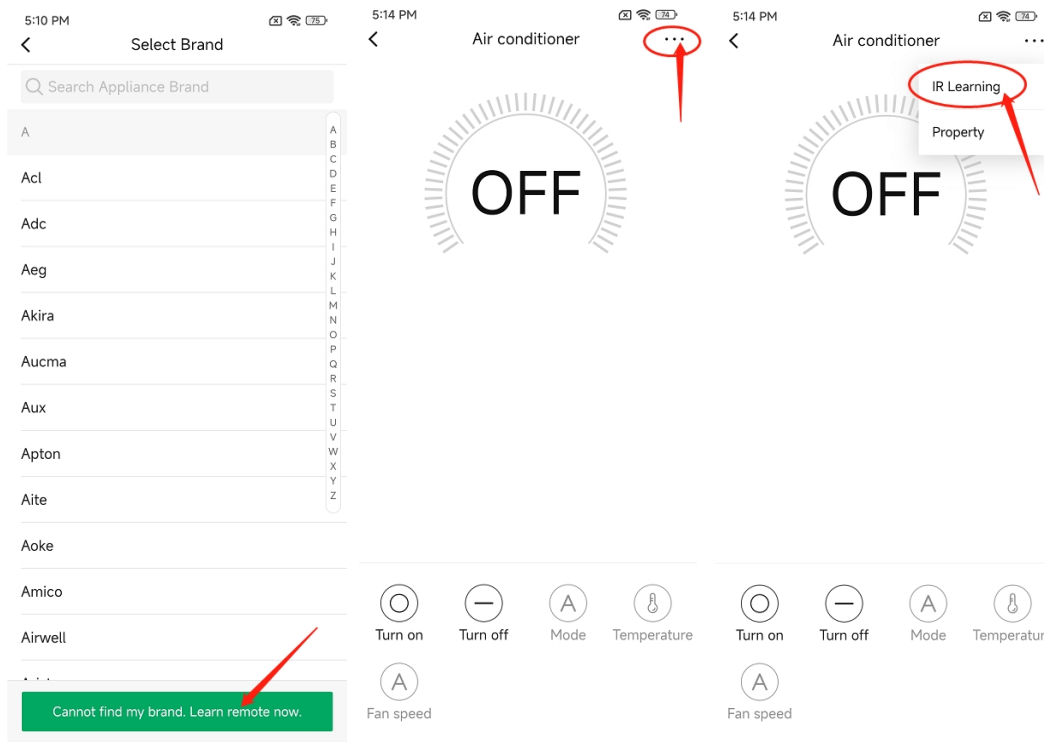 5:10 PM
75
Select Brand
Search Appliance Brand
A
Acl
Adc
Aeg
Akira
Aucma
Aux
Apton
Aite
Aoke
Amico
Airwell
A
B
C
D
E
F
G
H
I
J
K
L
M
N
O
P
Q
R
S
T
U
V
W
X
Y
Z
Cannot find my brand. Learn remote now.
5:14 PM
74
Air conditioner
OFF
Turn on
Turn off
A
Mode
Temperature
A
Fan speed
5:14 PM
74
Air conditioner
IR Learning
Property
OFF
Turn on
Turn off
A
Mode
Temperatur
A
Fan speed